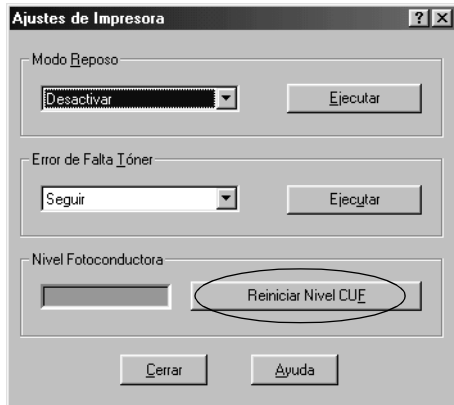 Ajustes de Impresora
Modo Reposo
Desactivar
Ejecutar
Error de Falta Tóner
Seguir
Ejecutar
Nivel Fotoconductora
Reiniciar Nivel CUF
Cerrar
Ayuda